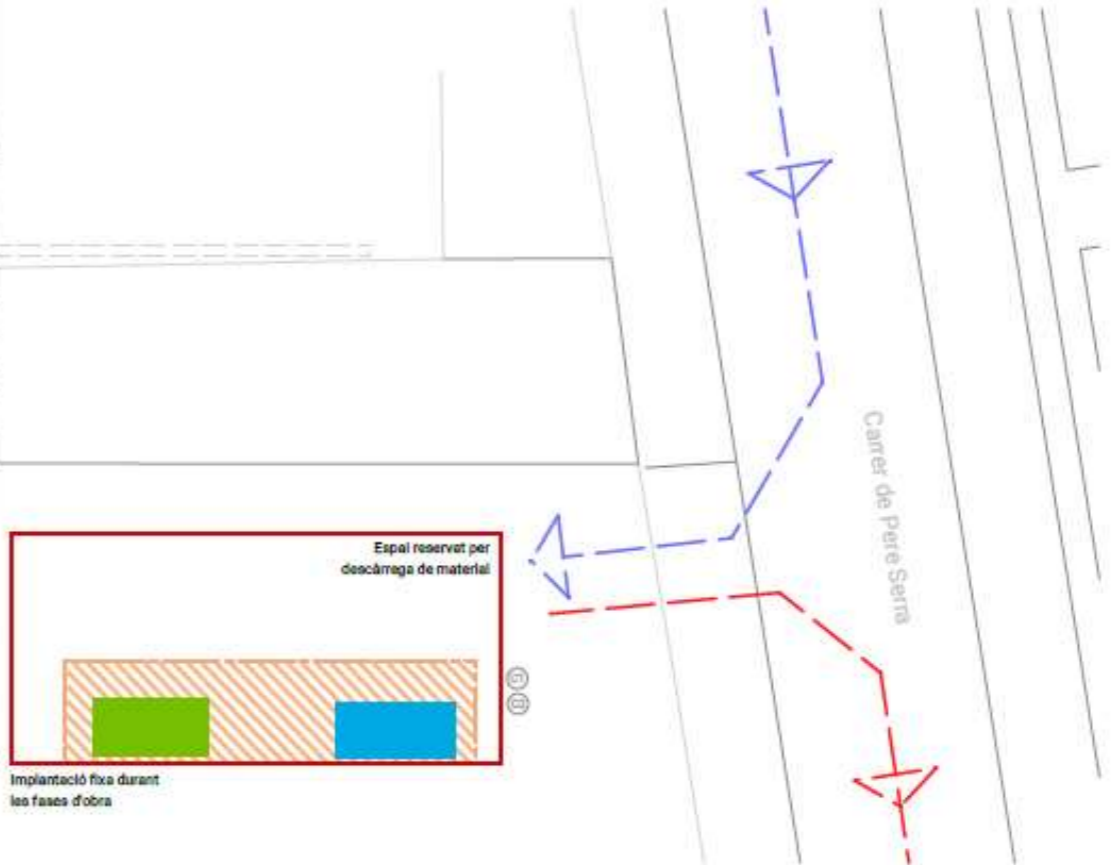 Carrer de Pere Serra
Espai reservat per
descàrrega de material
Implantació fixa durant
les fases d'obra